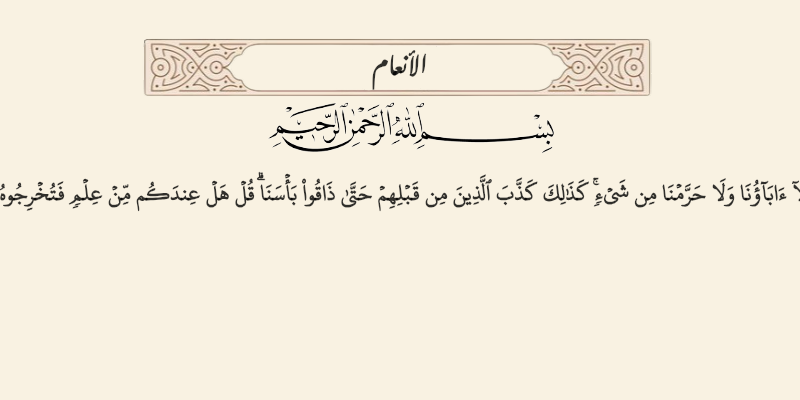 الأنعام
بِسْمِ ٱللَّهِ ٱلرَّحْمَٰنِ ٱلرَّحِيمِ
ءَابَآؤُنَا وَلَا حَرَّمْنَا مِن شَىْءٍۢ ۚ كَذَٰلِكَ كَذَّبَ ٱلَّذِينَ مِن قَبْلِهِمْ حَتَّىٰ ذَاقُوا۟ بَأْسَنَا ۗ قُلْ هَلْ عِندَكُم مِّنْ عِلْمٍۢ فَتُخْرِجُوهُ